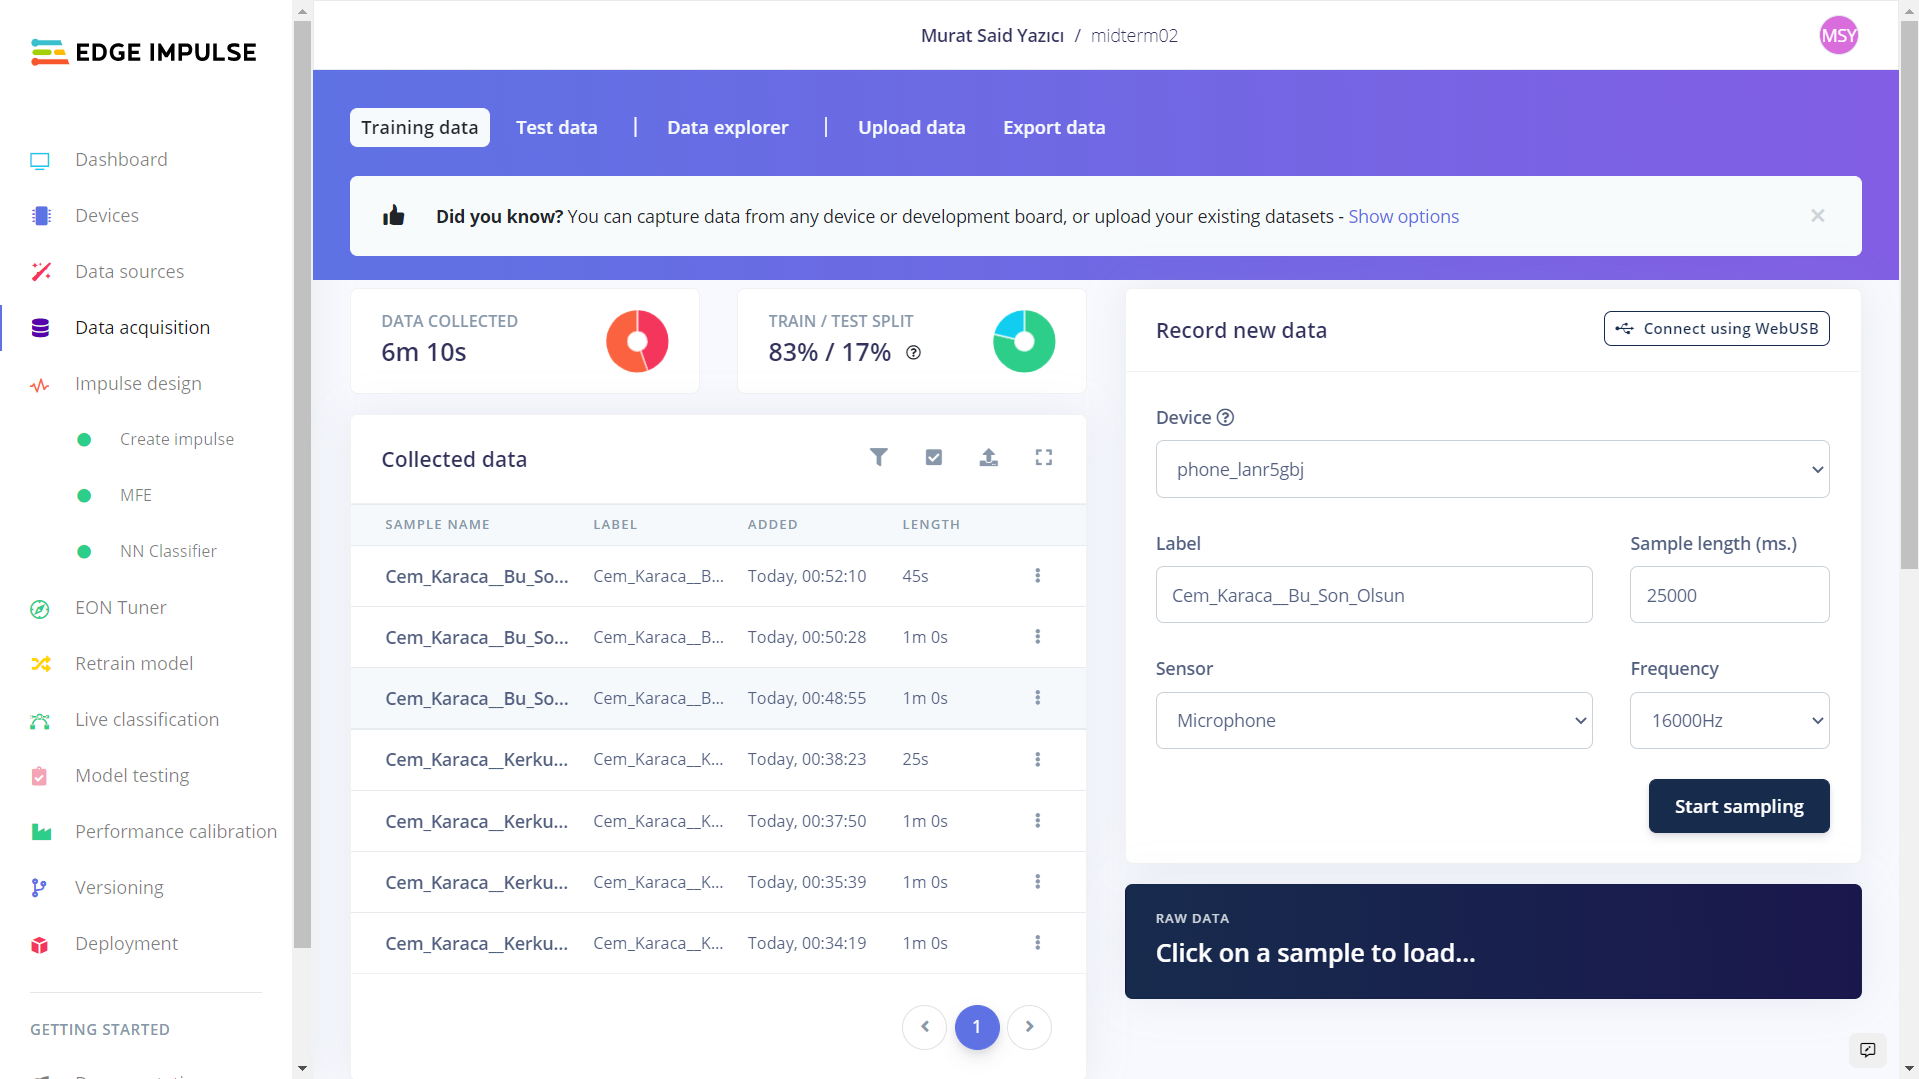 EDGE IMPULSE
Dashboard
Devices
Data sources
Data acquisition
Impulse design
Create impulse
MFE
NN Classifier
EON Tuner
Retrain model
Live classification
Model testing
Performance calibration
Versioning
Deployment
GETTING STARTED
Murat Said Yazıcı / midterm02
MSY
Training data | Test data | Data explorer | Upload data Export data
Did you know? You can capture data from any device or development board, or upload your existing datasets - Show options
DATA COLLECTED
6m 10s
TRAIN / TEST SPLIT
83% / 17%
Collected data
SAMPLE NAME LABEL ADDED LENGTH
Cem_Karaca__Bu_So... Cem_Karaca__B... Today, 00:52:10 45s
Cem_Karaca__Bu_So... Cem_Karaca__B... Today, 00:50:28 1m 0s
Cem_Karaca__Bu_So... Cem_Karaca__B... Today, 00:48:55 1m 0s
Cem_Karaca__Kerku... Cem_Karaca__K... Today, 00:38:23 25s
Cem_Karaca__Kerku... Cem_Karaca__K... Today, 00:37:50 1m 0s
Cem_Karaca__Kerku... Cem_Karaca__K... Today, 00:35:39 1m 0s
Cem_Karaca__Kerku... Cem_Karaca__K... Today, 00:34:19 1m 0s
1
Record new data
Connect using WebUSB
Device
phone_lanr5gbj
Label Sample length (ms.)
Cem_Karaca__Bu_Son_Olsun 25000
Sensor Frequency
Microphone 16000Hz
Start sampling
RAW DATA
Click on a sample to load...